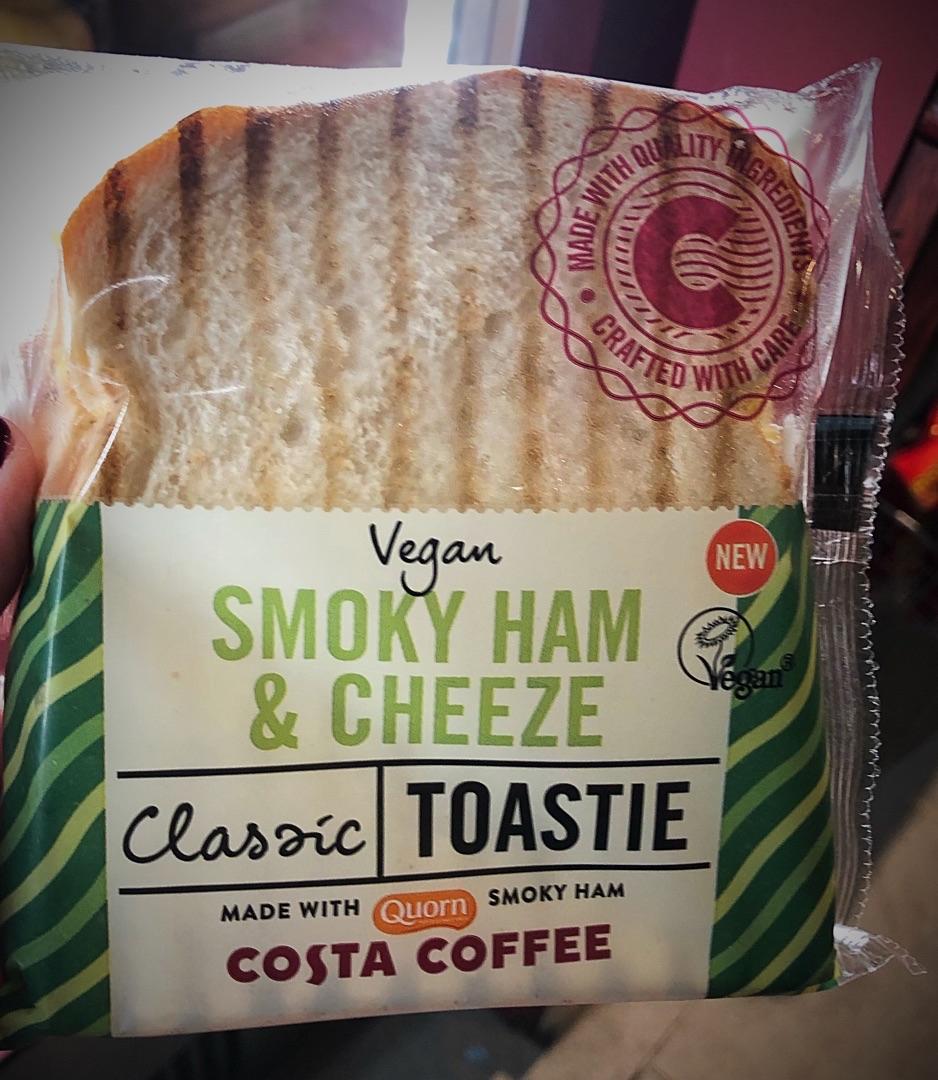 MADE WITH QUALITY INGREDIENTS
CRAFTED WITH CARE
Vegan
NEW
SMOKY HAM
& CHEEZE
Vegan®
Classic TOASTIE
MADE WITH Quorn SMOKY HAM
COSTA COFFEE